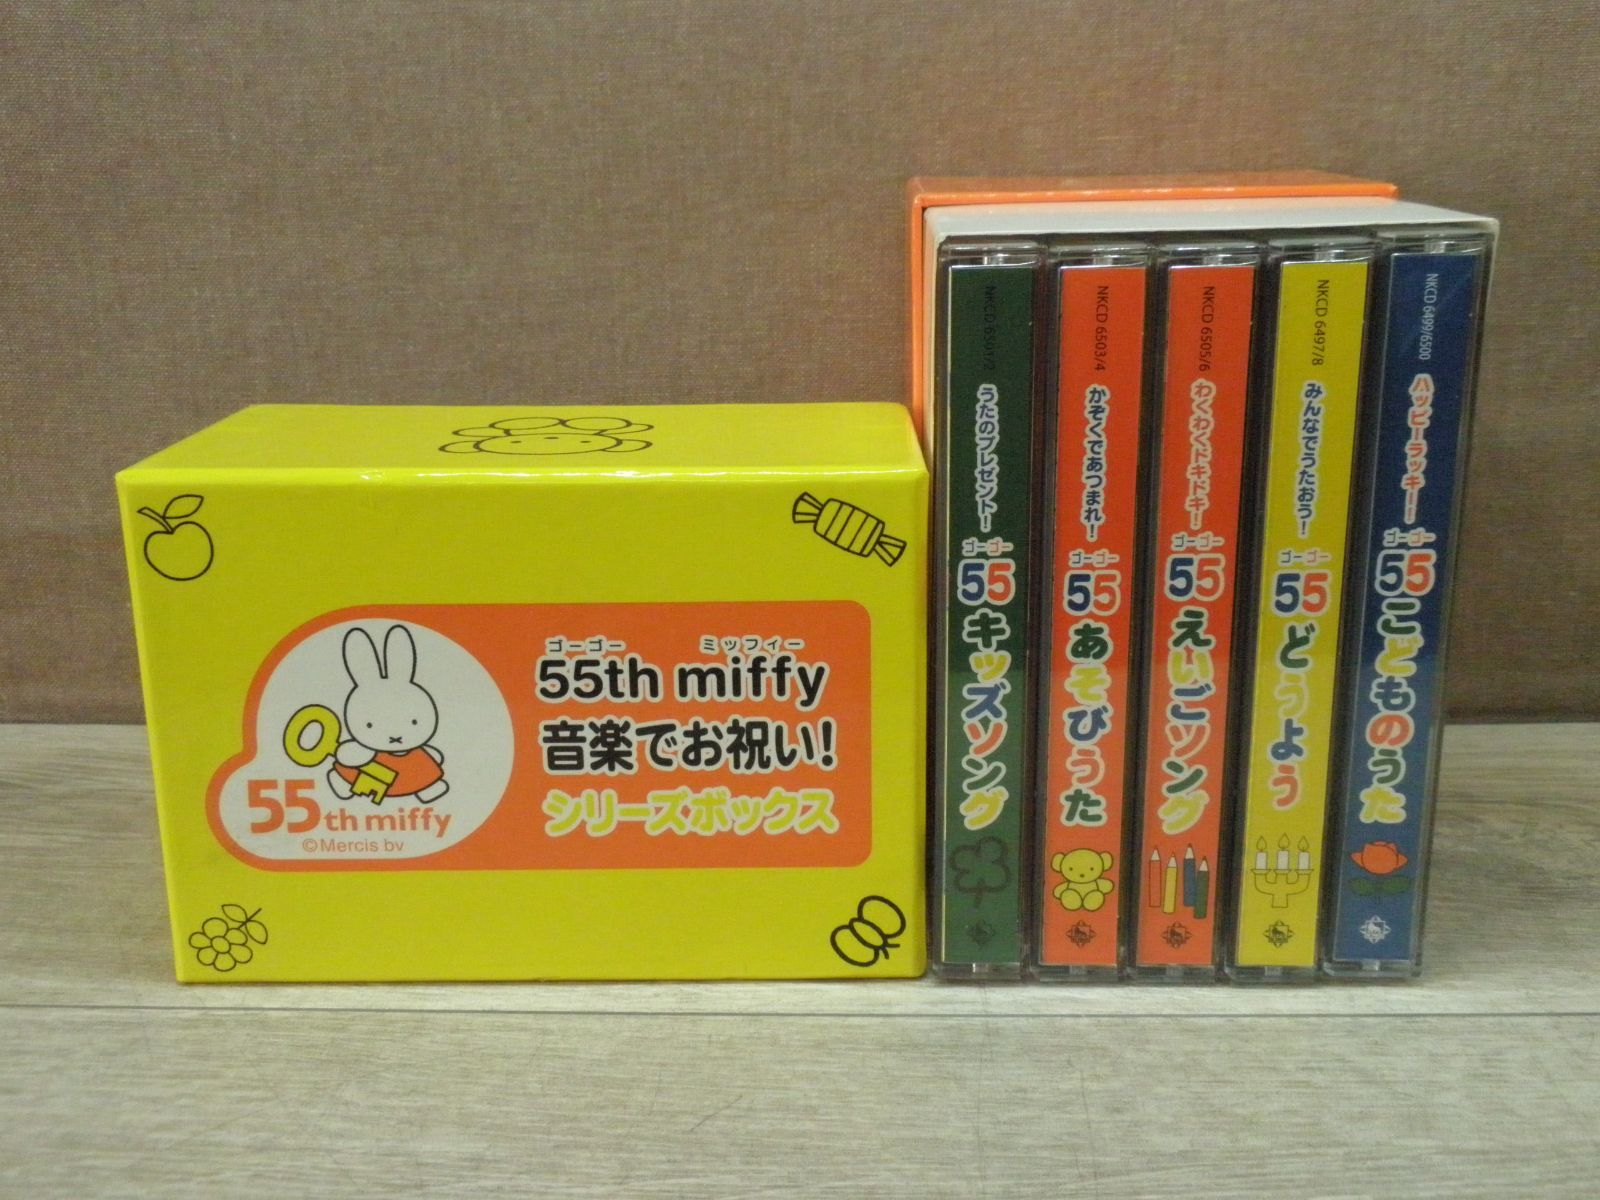 ゴーゴー ミッフィー
55th miffy
音楽でお祝い!
シリーズ・ボックス
55th miffy
©Mercis bv
NKCD 6501/2
うたのプレゼント!
ゴーゴー
55キッズソング
NKCD 6503/4
かぞくであつまれ!
ゴーゴー
55あそびうた
NKCD 6505/6
わくわくドキドキ!
ゴーゴー
55えいごソング
NKCD 6497/8
みんなでうたおう!
ゴーゴー
55どうよう
NKCD 6499/6500
ハッピーラッキー!
ゴーゴー
55こどものうた